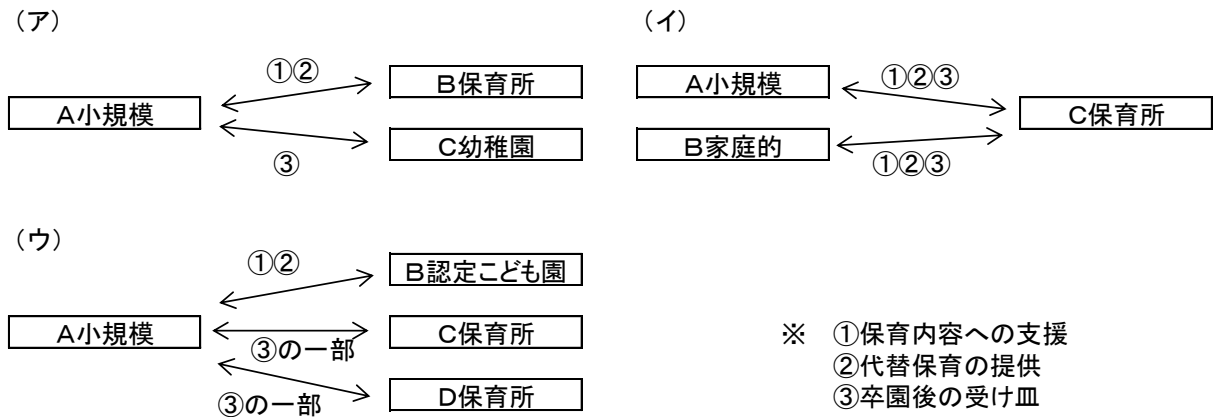 （ア）
①②
B保育所
A小規模
③
C幼稚園
（イ）
A小規模
①②③
C保育所
B家庭的
①②③
（ウ）
①②
B認定こども園
A小規模
C保育所
③の一部
③の一部
D保育所
※　①保育内容への支援
②代替保育の提供
③卒園後の受け皿